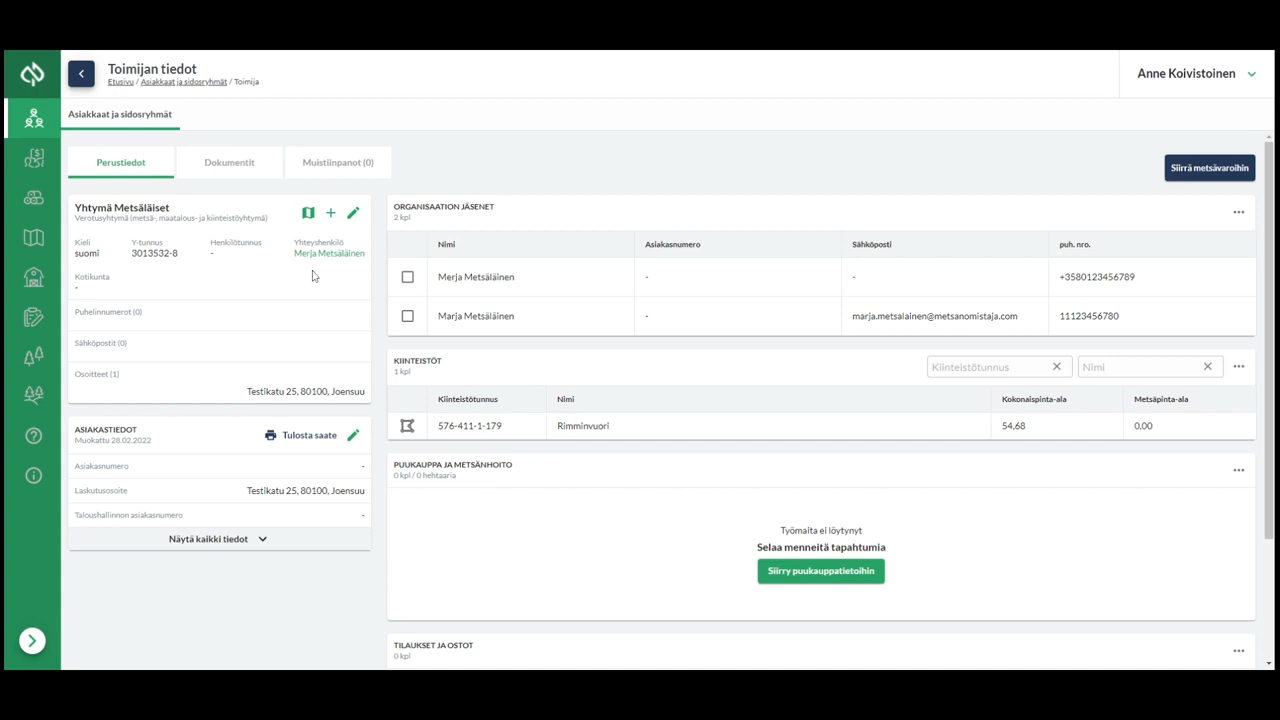 Toimijan tiedot
Etusivu / Asiakkaat ja sidosryhmät / Toimija
Anne Koivistoinen
Asiakkaat ja sidosryhmät
Perustiedot
Dokumentit
Muistiinpanot (0)
Siirrä metsävaroihin
Yhtymä Metsäläiset
Verotusyhtymä (metsä-, maatalous- ja kiinteistöyhtymä)
Kieli Y-tunnus Henkilötunnus Yhteyshenkilö
suomi 3013532-8 - Merja Metsäläinen
Kotikunta
-
Puhelinnumerot (0)
Sähköpostit (0)
Osoitteet (1)
Testikatu 25, 80100, Joensuu
ASIAKASTIEDOT
Muokattu 28.02.2022
Tulosta saate
Asiakasnumero -
Laskutusosoite Testikatu 25, 80100, Joensuu
Taloushallinnon asiakasnumero -
Näytä kaikki tiedot
ORGANISAATION JÄSENET
2 kpl
Nimi Asiakasnumero Sähköposti puh. nro.
Merja Metsäläinen - - +3580123456789
Marja Metsäläinen - marja.metsalainen@metsanomistaja.com 11123456780
KIINTEISTÖT
1 kpl
Kiinteistötunnus
Nimi
Kiinteistötunnus Nimi Kokonaispinta-ala Metsäpinta-ala
576-411-1-179 Rimminvuori 54,68 0,00
PUUKAUPPA JA METSÄNHOITO
0 kpl / 0 hehtaaria
Työmaita ei löytynyt
Selaa menneitä tapahtumia
Siirry puukauppatietoihin
TILAUKSET JA OSTOT
0 kpl